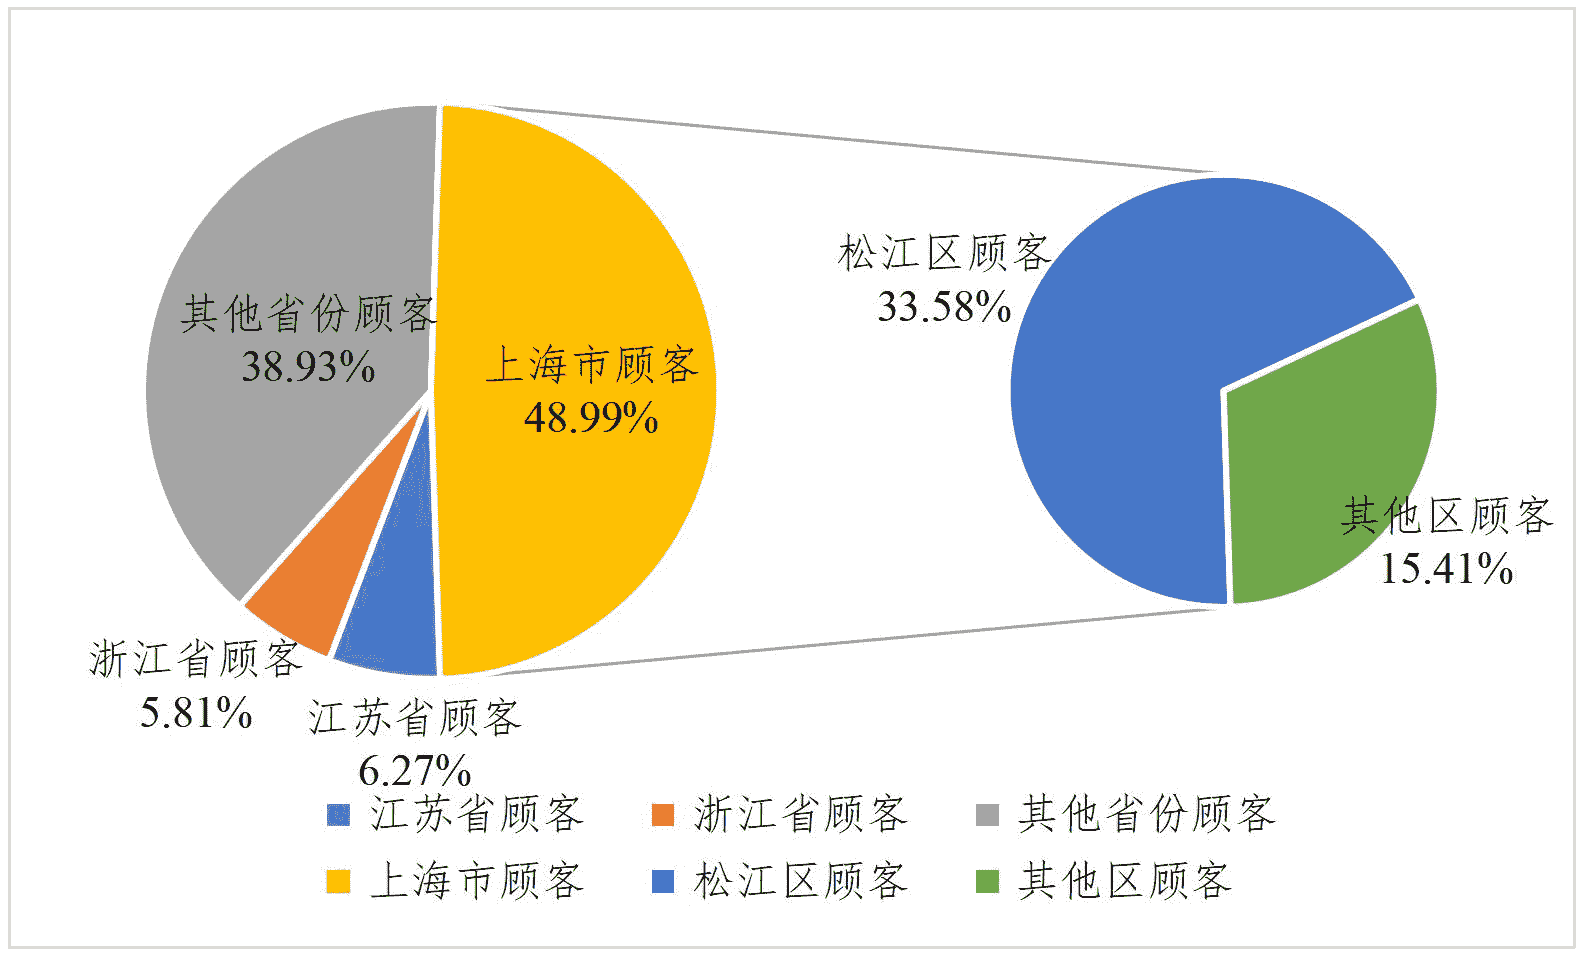 其他省份顾客
38.93%
上海市顾客
48.99%
浙江省顾客
5.81%
江苏省顾客
6.27%
松江区顾客
33.58%
其他区顾客
15.41%
江苏省顾客
浙江省顾客
其他省份顾客
上海市顾客
松江区顾客
其他区顾客